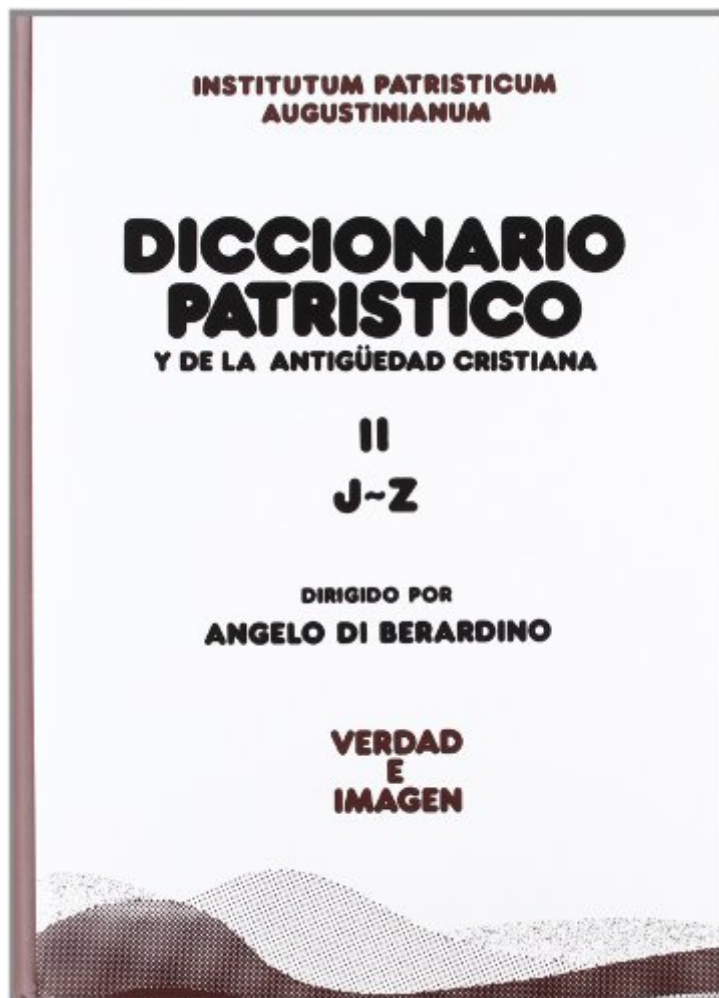 INSTITUTUM PATRISTICUM
AUGUSTINIANUM
DICCIONARIO
PATRISTICO
Y DE LA ANTIGÜEDAD CRISTIANA
II
J~Z
DIRIGIDO POR
ANGELO DI BERARDINO
VERDAD
E
IMAGEN